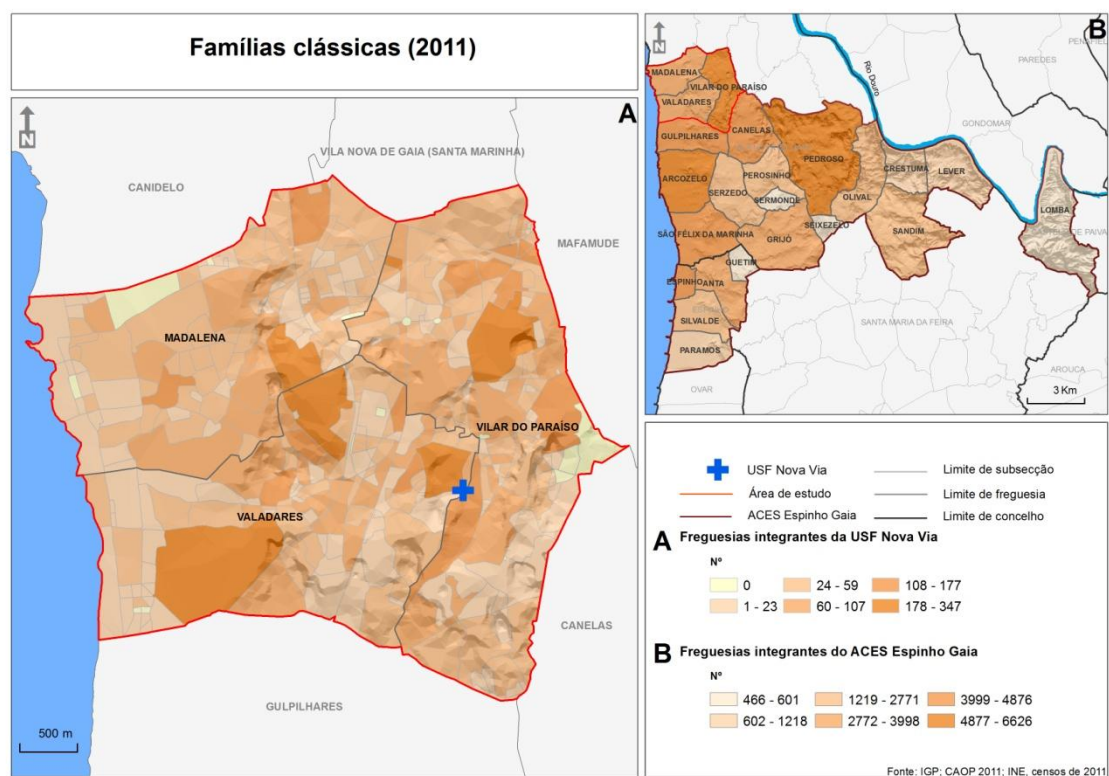 Famílias clássicas (2011)
N
A
VILA NOVA DE GAIA (SANTA MARINHA)
CANIDELO
MAFAMUDE
MADALENA
VILAR DO PARAÍSO
VALADARES
CANELAS
GULPILHARES
500 m
N
B
PENAFIEL
PAREDES
Rio Douro
MADALENA
VILAR DO PARAÍSO
VALADARES
GONDOMAR
GULPILHARES
CANELAS
PEDROSO
CRESTUMA
LEVER
ARCOZELO
PEROSINHO
SERZEDO
SERMONDE
OLIVAL
LOMBA
SEIXEZELO
SÃO FÉLIX DA MARINHA
GRIJÓ
SANDIM
GUETIM
ESPINHO
ANTA
SILVALDE
SANTA MARIA DA FEIRA
PARAMOS
AROUCA
OVAR
3 Km
USF Nova Via
Limite de subsecção
Área de estudo
Limite de freguesia
ACES Espinho Gaia
Limite de concelho
A Freguesias integrantes da USF Nova Via
Nº
0 24 - 59 108 - 177
1 - 23 60 - 107 178 - 347
B Freguesias integrantes do ACES Espinho Gaia
Nº
466 - 601 1219 - 2771 3999 - 4876
602 - 1218 2772 - 3998 4877 - 6626
Fonte: IGP; CAOP 2011; INE, censos de 2011